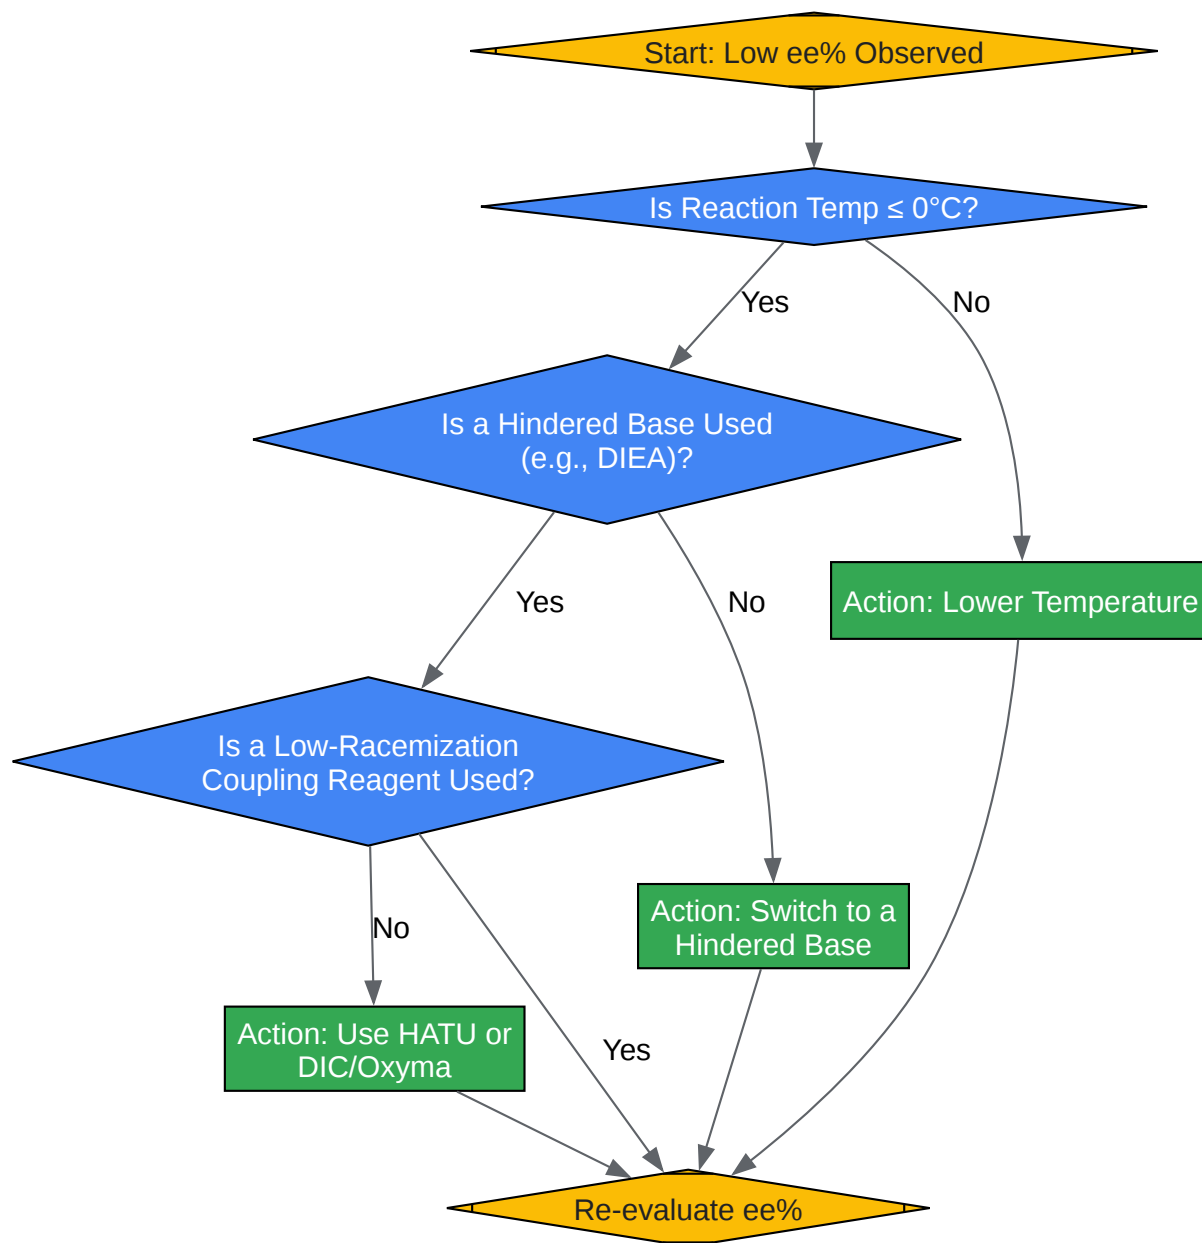 Start: Low ee% Observed
Is Reaction Temp ≤ 0°C?
Yes
No
Is a Hindered Base Used
(e.g., DIEA)?
Yes
No
Action: Lower Temperature
Is a Low-Racemization
Coupling Reagent Used?
No
Action: Switch to a
Hindered Base
Action: Use HATU or
DIC/Oxyma
Yes
Re-evaluate ee%